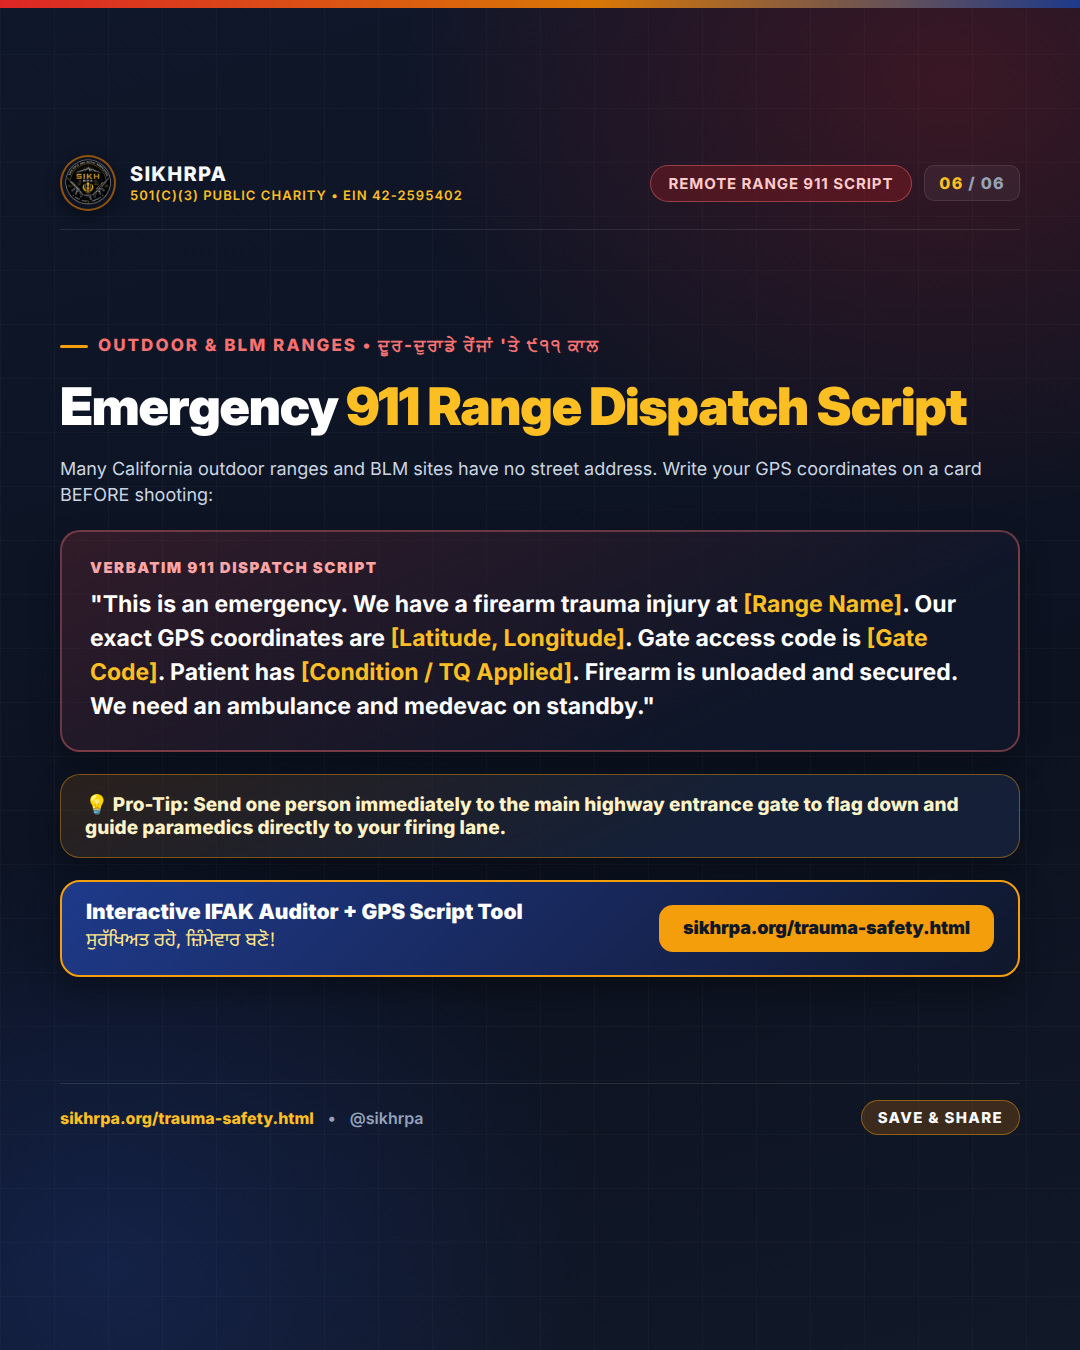 SIKH
SIKHRPA
501(C)(3) PUBLIC CHARITY • EIN 42-2595402
REMOTE RANGE 911 SCRIPT
06 / 06
OUTDOOR & BLM RANGES • ਦੂਰ-ਦੁਰਾਡੇ ਰੇਂਜਾਂ 'ਤੇ ੯੧੧ ਕਾਲ
Emergency 911 Range Dispatch Script
Many California outdoor ranges and BLM sites have no street address. Write your GPS coordinates on a card
BEFORE shooting:
VERBATIM 911 DISPATCH SCRIPT
"This is an emergency. We have a firearm trauma injury at [Range Name]. Our
exact GPS coordinates are [Latitude, Longitude]. Gate access code is [Gate
Code]. Patient has [Condition / TQ Applied]. Firearm is unloaded and secured.
We need an ambulance and medevac on standby."
💡 Pro-Tip: Send one person immediately to the main highway entrance gate to flag down and
guide paramedics directly to your firing lane.
Interactive IFAK Auditor + GPS Script Tool
ਸੁਰੱਖਿਅਤ ਰਹੋ, ਜ਼ਿੰਮੇਵਾਰ ਬਣੋ!
sikhrpa.org/trauma-safety.html
sikhrpa.org/trauma-safety.html • @sikhrpa
SAVE & SHARE